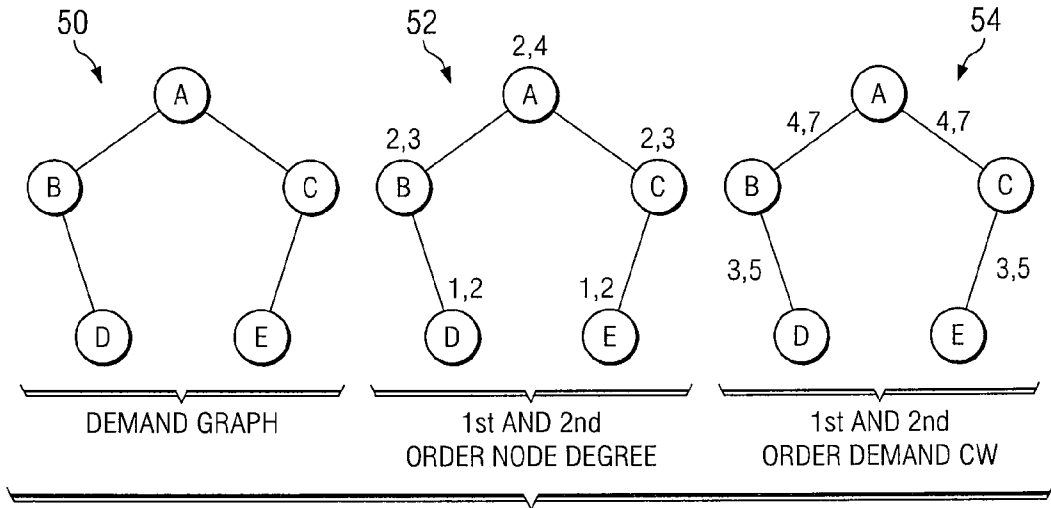 50
A
B
C
D
E
DEMAND GRAPH
52
2,4
A
2,3
2,3
B
C
1,2
1,2
D
E
1st AND 2nd
ORDER NODE DEGREE
54
A
4,7
4,7
B
C
3,5
3,5
D
E
1st AND 2nd
ORDER DEMAND CW